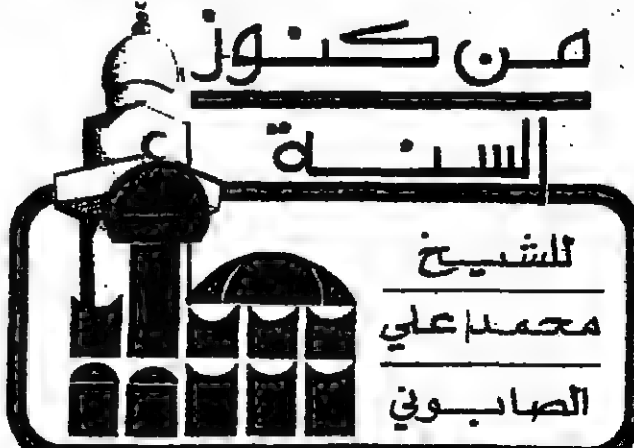 من كنوز
السنة
للشيخ
محمد علي
الصابوني